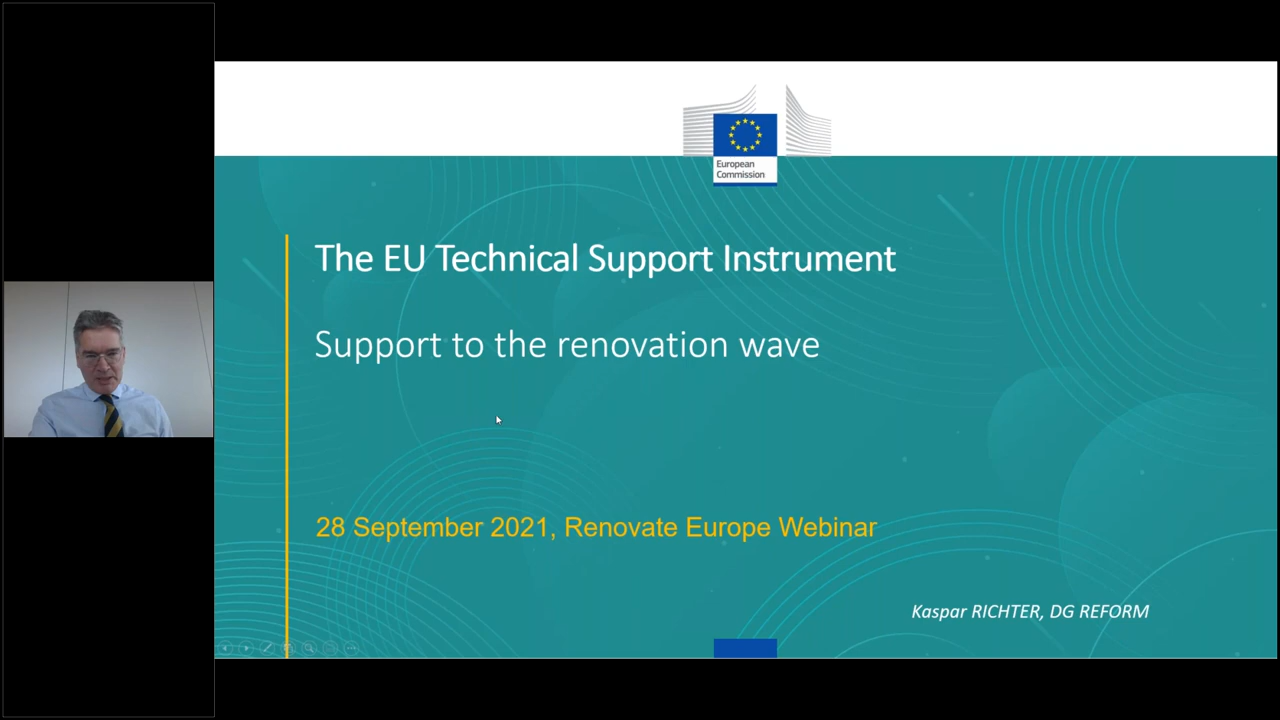 European
Commission
The EU Technical Support Instrument
Support to the renovation wave
28 September 2021, Renovate Europe Webinar
Kaspar RICHTER, DG REFORM